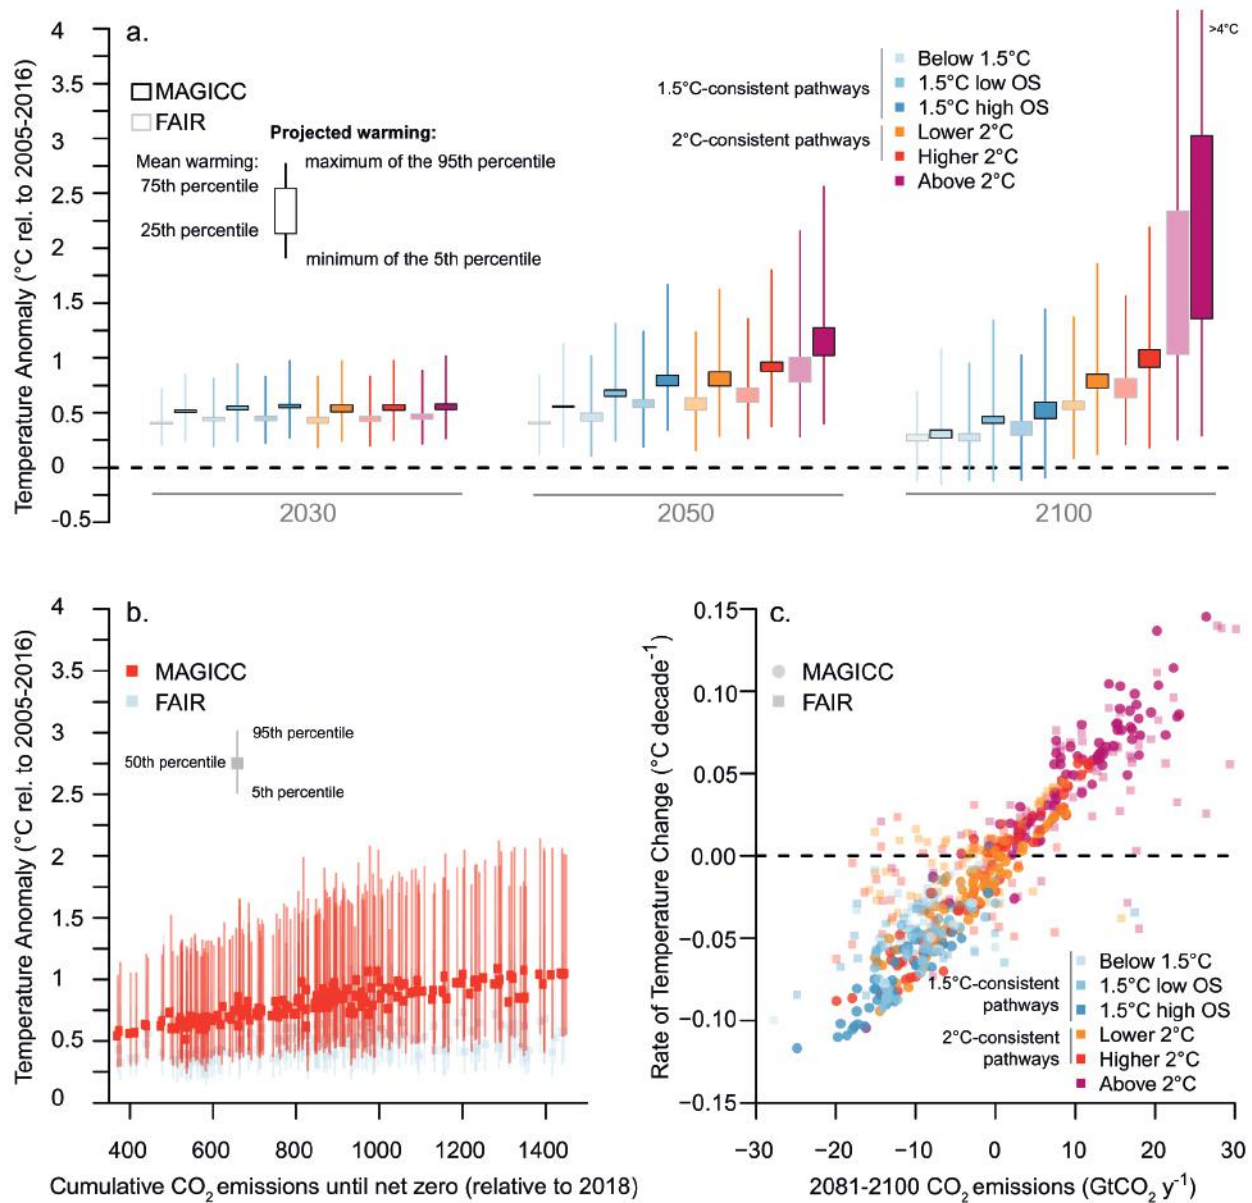 a.
Temperature Anomaly (°C rel. to 2005-2016)
4
3.5
3
2.5
2
1.5
1
0.5
0
-0.5
MAGICC
FAIR
Projected warming:
Mean warming:
75th percentile
25th percentile
maximum of the 95th percentile
minimum of the 5th percentile
1.5°C-consistent pathways
2°C-consistent pathways
Below 1.5°C
1.5°C low OS
1.5°C high OS
Lower 2°C
Higher 2°C
Above 2°C
>4°C
2030
2050
2100
b.
Temperature Anomaly (°C rel. to 2005-2016)
4
3.5
3
2.5
2
1.5
1
0.5
0
MAGICC
FAIR
95th percentile
50th percentile
5th percentile
400
600
800
1000
1200
1400
Cumulative CO₂ emissions until net zero (relative to 2018)
c.
Rate of Temperature Change (°C decade⁻¹)
0.15
0.10
0.05
0.00
−0.05
−0.10
−0.15
MAGICC
FAIR
1.5°C-consistent
pathways
2°C-consistent
pathways
Below 1.5°C
1.5°C low OS
1.5°C high OS
Lower 2°C
Higher 2°C
Above 2°C
−30
−20
−10
0
10
20
30
2081-2100 CO₂ emissions (GtCO₂ y⁻¹)